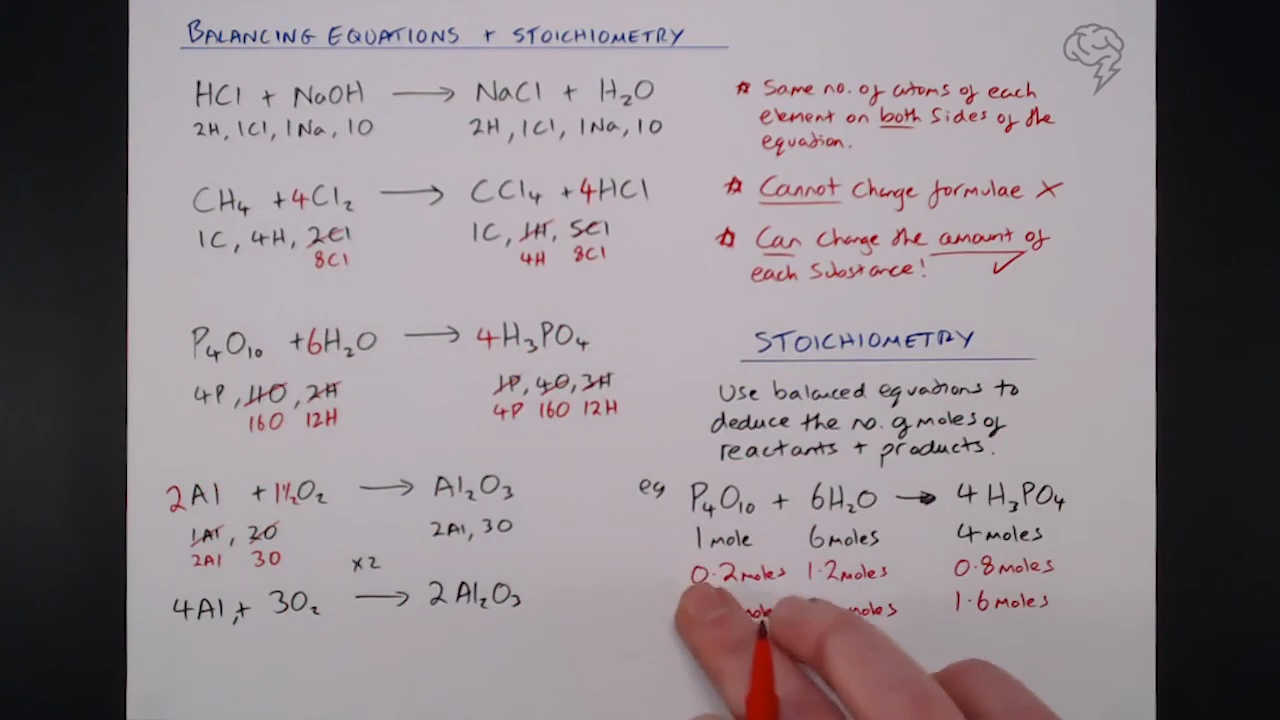 BALANCING EQUATIONS + STOICHIOMETRY
HCl + NaOH → NaCl + H₂O
2H, 1Cl, 1Na, 1O 2H, 1Cl, 1Na, 1O
CH₄ + 4Cl₂ → CCl₄ + 4HCl
1C, 4H, 2Cl 1C, 1H, 5Cl
8Cl 4H 8Cl
P₄O₁₀ + 6H₂O → 4H₃PO₄
4P, 11O, 2H 1P, 4O, 3H
16O 12H 4P 16O 12H
2Al + 1½O₂ → Al₂O₃
1Al, 2O 2Al, 3O
2Al 3O
x2
4Al + 3O₂ → 2Al₂O₃
☆ Same no. of atoms of each
element on both sides of the
equation.
☆ Cannot change formulae ✗
☆ Can change the amount of
each substance! ✓
STOICHIOMETRY
Use balanced equations to
deduce the no. of moles of
reactants + products.
eg P₄O₁₀ + 6H₂O → 4H₃PO₄
1 mole 6 moles 4 moles
0.2 moles 1.2 moles 0.8 moles
1.6 moles